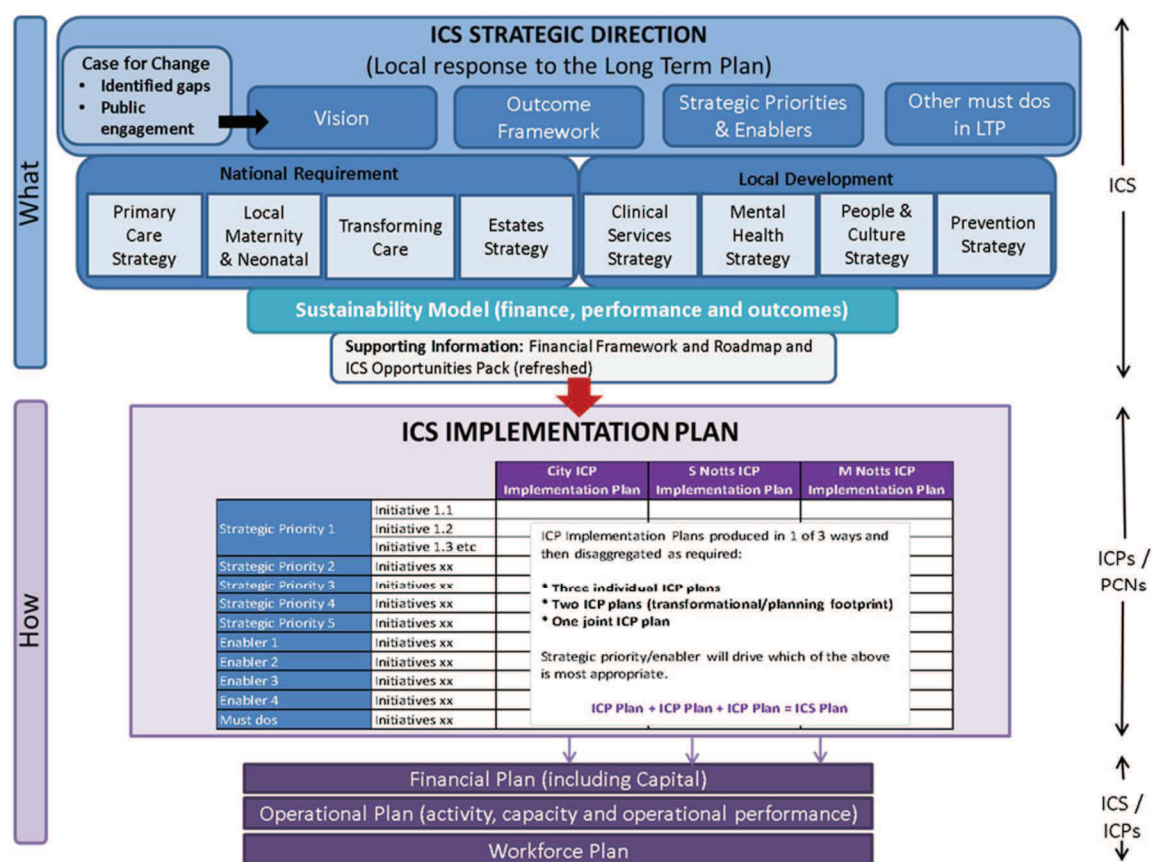 What
ICS STRATEGIC DIRECTION
(Local response to the Long Term Plan)
Case for Change
• Identified gaps
• Public
engagement
Vision
Outcome
Framework
Strategic Priorities
& Enablers
Other must dos
in LTP
National Requirement
Primary
Care
Strategy
Local
Maternity
& Neonatal
Transforming
Care
Estates
Strategy
Local Development
Clinical
Services
Strategy
Mental
Health
Strategy
People &
Culture
Strategy
Prevention
Strategy
Sustainability Model (finance, performance and outcomes)
Supporting Information: Financial Framework and Roadmap and
ICS Opportunities Pack (refreshed)
ICS
How
ICS IMPLEMENTATION PLAN
City ICP
Implementation Plan
S Notts ICP
Implementation Plan
M Notts ICP
Implementation Plan
Strategic Priority 1
Initiative 1.1
Initiative 1.2
Initiative 1.3 etc
Strategic Priority 2 Initiatives xx
Strategic Priority 3 Initiatives xx
Strategic Priority 4 Initiatives xx
Strategic Priority 5 Initiatives xx
Enabler 1 Initiatives xx
Enabler 2 Initiatives xx
Enabler 3 Initiatives xx
Enabler 4 Initiatives xx
Must dos Initiatives xx
ICP Implementation Plans produced in 1 of 3 ways and
then disaggregated as required:
* Three individual ICP plans
* Two ICP plans (transformational/planning footprint)
* One joint ICP plan
Strategic priority/enabler will drive which of the above
is most appropriate.
ICP Plan + ICP Plan + ICP Plan = ICS Plan
ICPs /
PCNs
Financial Plan (including Capital)
Operational Plan (activity, capacity and operational performance)
Workforce Plan
ICS /
ICPs